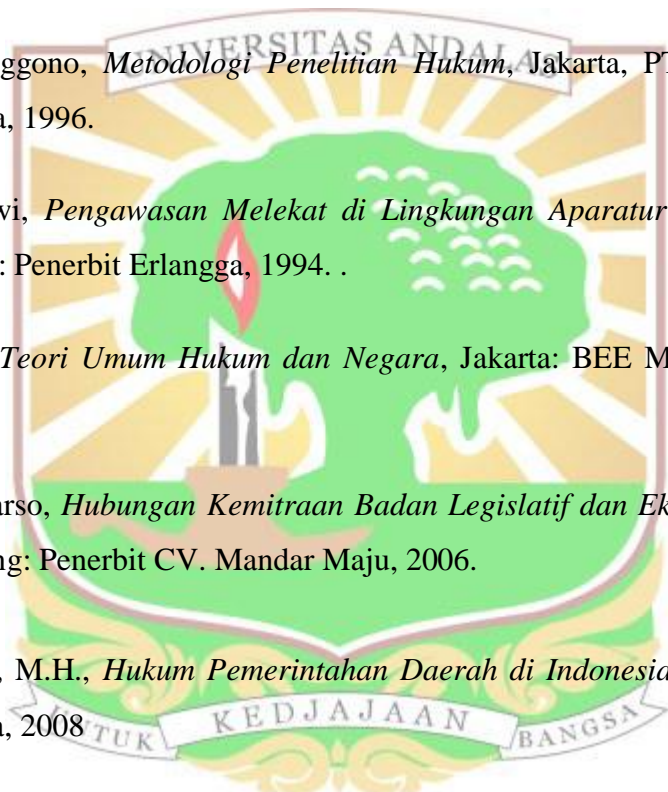 UNIVERSITAS ANDALAS
ggono, Metodologi Penelitian Hukum, Jakarta, PT
a, 1996.
wi, Pengawasan Melekat di Lingkungan Aparatur
: Penerbit Erlangga, 1994. .
Teori Umum Hukum dan Negara, Jakarta: BEE M
arso, Hubungan Kemitraan Badan Legislatif dan Ek
ng: Penerbit CV. Mandar Maju, 2006.
, M.H., Hukum Pemerintahan Daerah di Indonesia
a, 2008
UNTUK KEDJAJAAN BANGSA